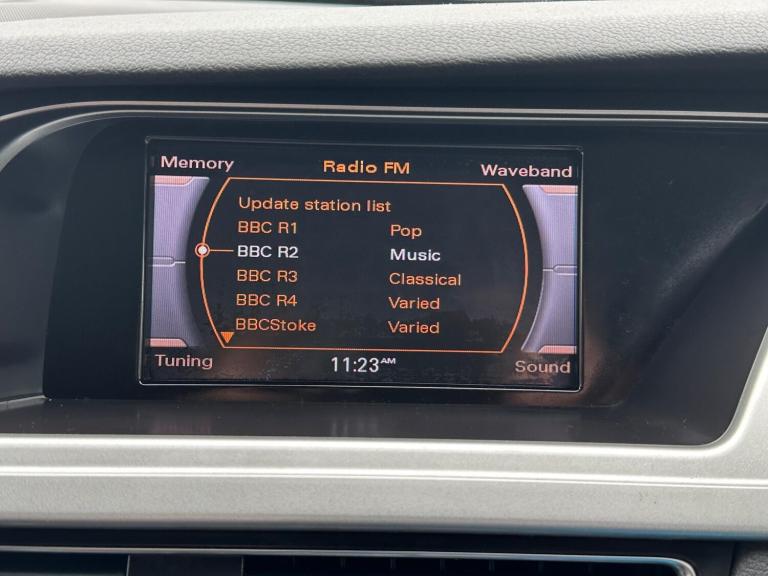 Memory Radio FM Waveband
Update station list
BBC R1 Pop
BBC R2 Music
BBC R3 Classical
BBC R4 Varied
BBCStoke Varied
Tuning 11:23AM Sound